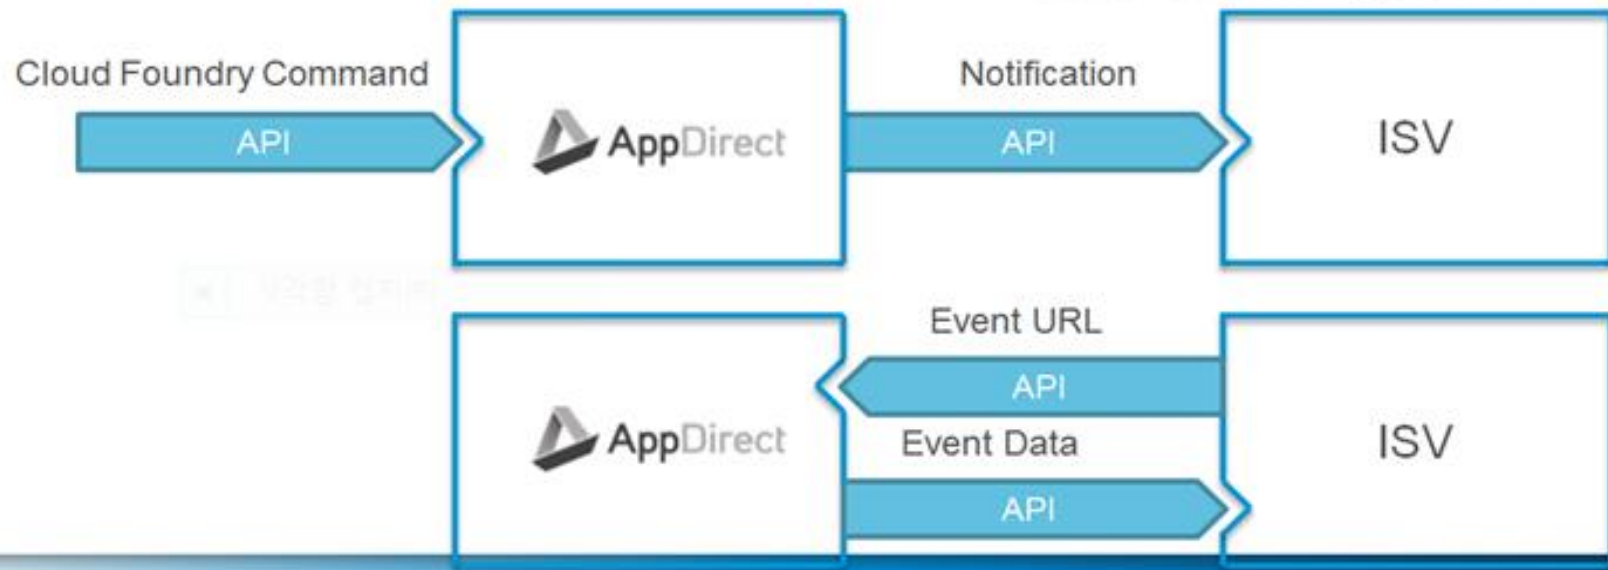 Cloud Foundry Command
API
AppDirect
Notification
API
ISV
AppDirect
Event URL
API
Event Data
API
ISV